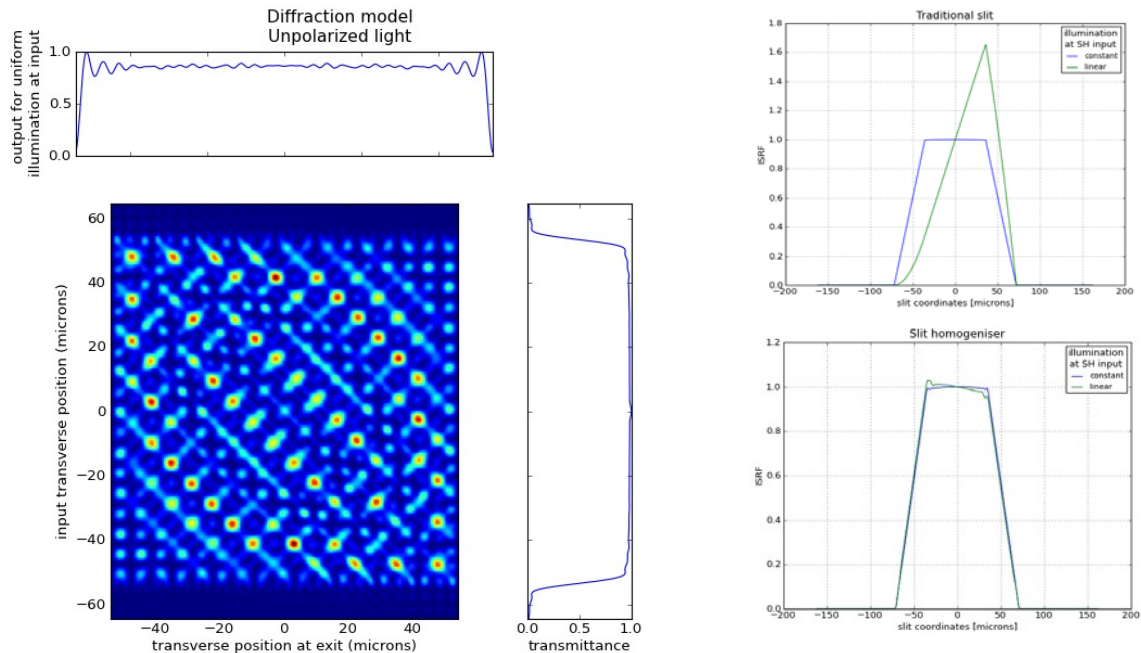 Diffraction model
Unpolarized light
output for uniform
illumination at input
1.0
0.5
0.0
input transverse position (microns)
60
40
20
0
−20
−40
−60
−40 −20 0 20 40
transverse position at exit (microns)
0.0 0.5 1.0
transmittance
Traditional slit
ISRF
1.8
1.6
1.4
1.2
1.0
0.8
0.6
0.4
0.2
0.0
−200 −150 −100 −50 0 50 100 150 200
slit coordinates [microns]
illumination
at SH input
constant
linear
Slit homogeniser
ISRF
1.2
1.0
0.8
0.6
0.4
0.2
0.0
−200 −150 −100 −50 0 50 100 150 200
slit coordinates [microns]
illumination
at SH input
constant
linear